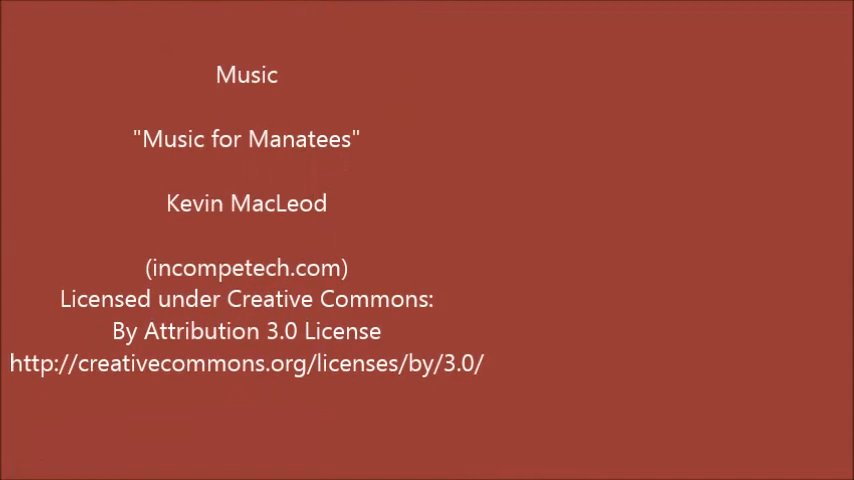 Music
"Music for Manatees"
Kevin MacLeod
(incompetech.com)
Licensed under Creative Commons:
By Attribution 3.0 License
http://creativecommons.org/licenses/by/3.0/